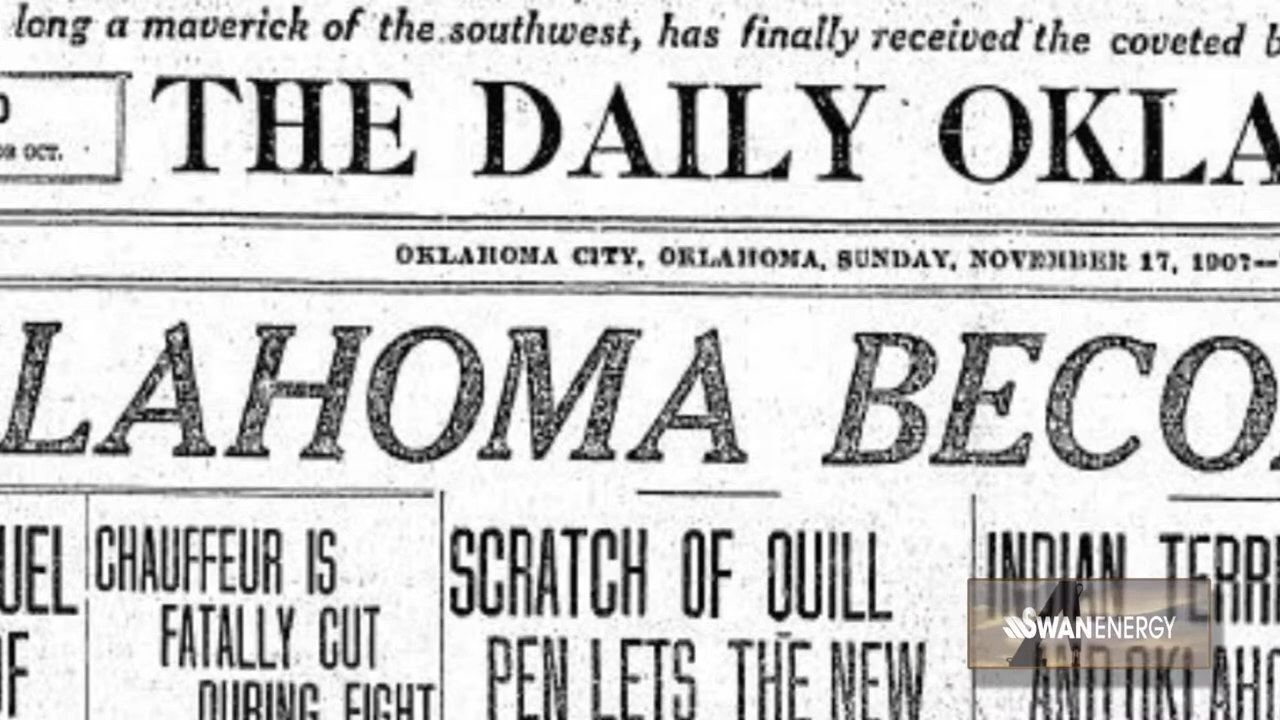 long a maverick of the southwest, has finally received the coveted b
OCT.
THE DAILY OKLA
OKLAHOMA CITY, OKLAHOMA, SUNDAY, NOVEMBER 17, 1907—
LAHOMA BECO
UEL
OF
CHAUFFEUR IS
FATALLY CUT
DURING FIGHT
SCRATCH OF QUILL
PEN LETS THE NEW
INDIAN TERRI
AND OKLAHO
SWANENERGY